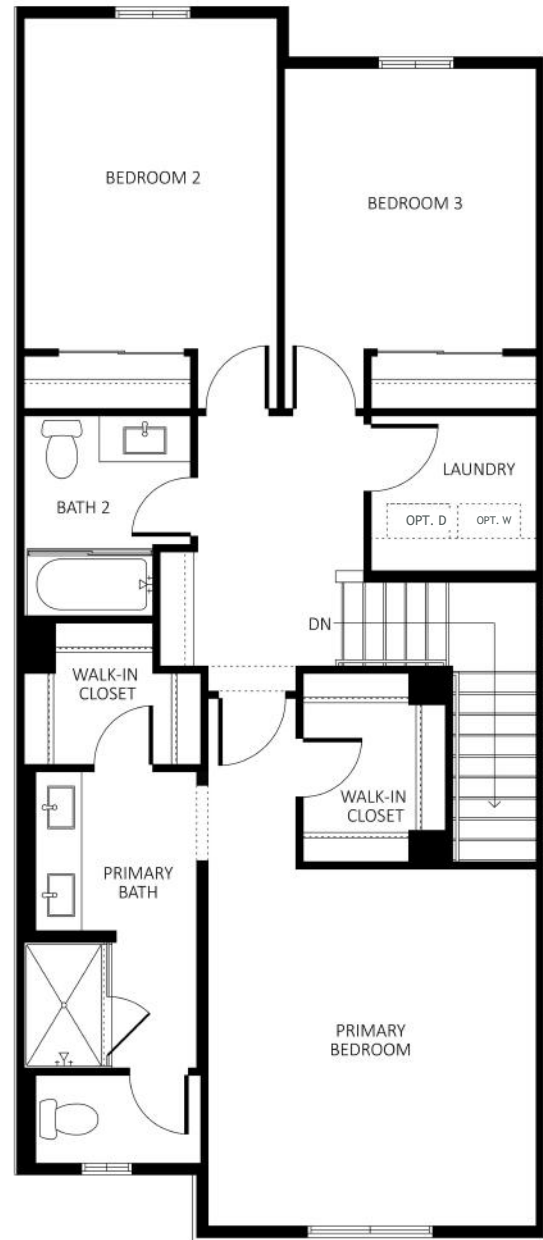 BEDROOM 2
BEDROOM 3
LAUNDRY
BATH 2
OPT. D
OPT. W
DN
WALK-IN
CLOSET
WALK-IN
CLOSET
PRIMARY
BATH
PRIMARY
BEDROOM